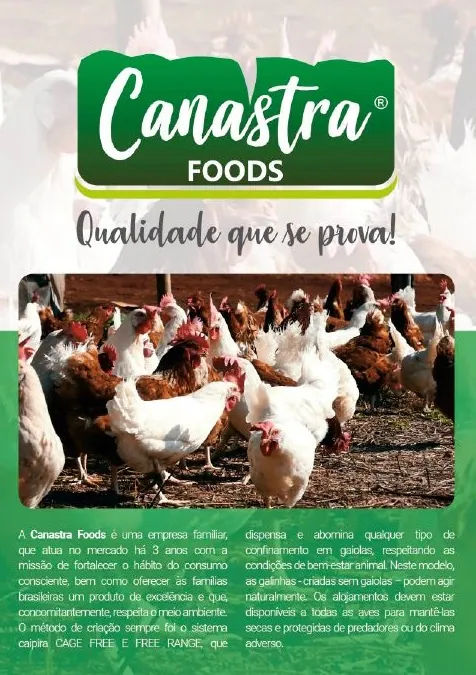 Canastra®
FOODS
Qualidade que se prova!
A Canastra Foods é uma empresa familiar,
que atua no mercado há 3 anos com a
missão de fortalecer o hábito do consumo
consciente, bem como oferecer às famílias
brasileiras um produto de excelência e que,
concomitantemente, respeita o meio ambiente.
O método de criação sempre foi o sistema
caipira CAGE FREE E FREE RANGE, que
dispensa e abomina qualquer tipo de
confinamento em gaiolas, respeitando as
condições de bem-estar animal. Neste modelo,
as galinhas - criadas sem gaiolas – podem agir
naturalmente. Os alojamentos devem estar
disponíveis a todas as aves para mantê-las
secas e protegidas de predadores ou do clima
adverso.